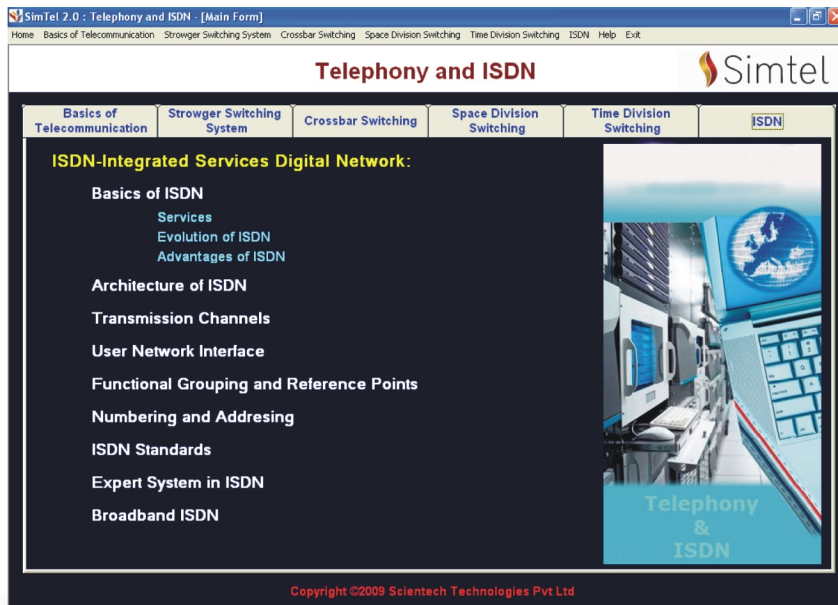 SimTel 2.0 : Telephony and ISDN - [Main Form]
Home Basics of Telecommunication Strowger Switching System Crossbar Switching Space Division Switching Time Division Switching ISDN Help Exit
Telephony and ISDN
Simtel
Basics of
Telecommunication
Strowger Switching
System
Crossbar Switching
Space Division
Switching
Time Division
Switching
ISDN
ISDN-Integrated Services Digital Network:
Basics of ISDN
Services
Evolution of ISDN
Advantages of ISDN
Architecture of ISDN
Transmission Channels
User Network Interface
Functional Grouping and Reference Points
Numbering and Addresing
ISDN Standards
Expert System in ISDN
Broadband ISDN
Telephony
&
ISDN
Copyright ©2009 Scientech Technologies Pvt Ltd